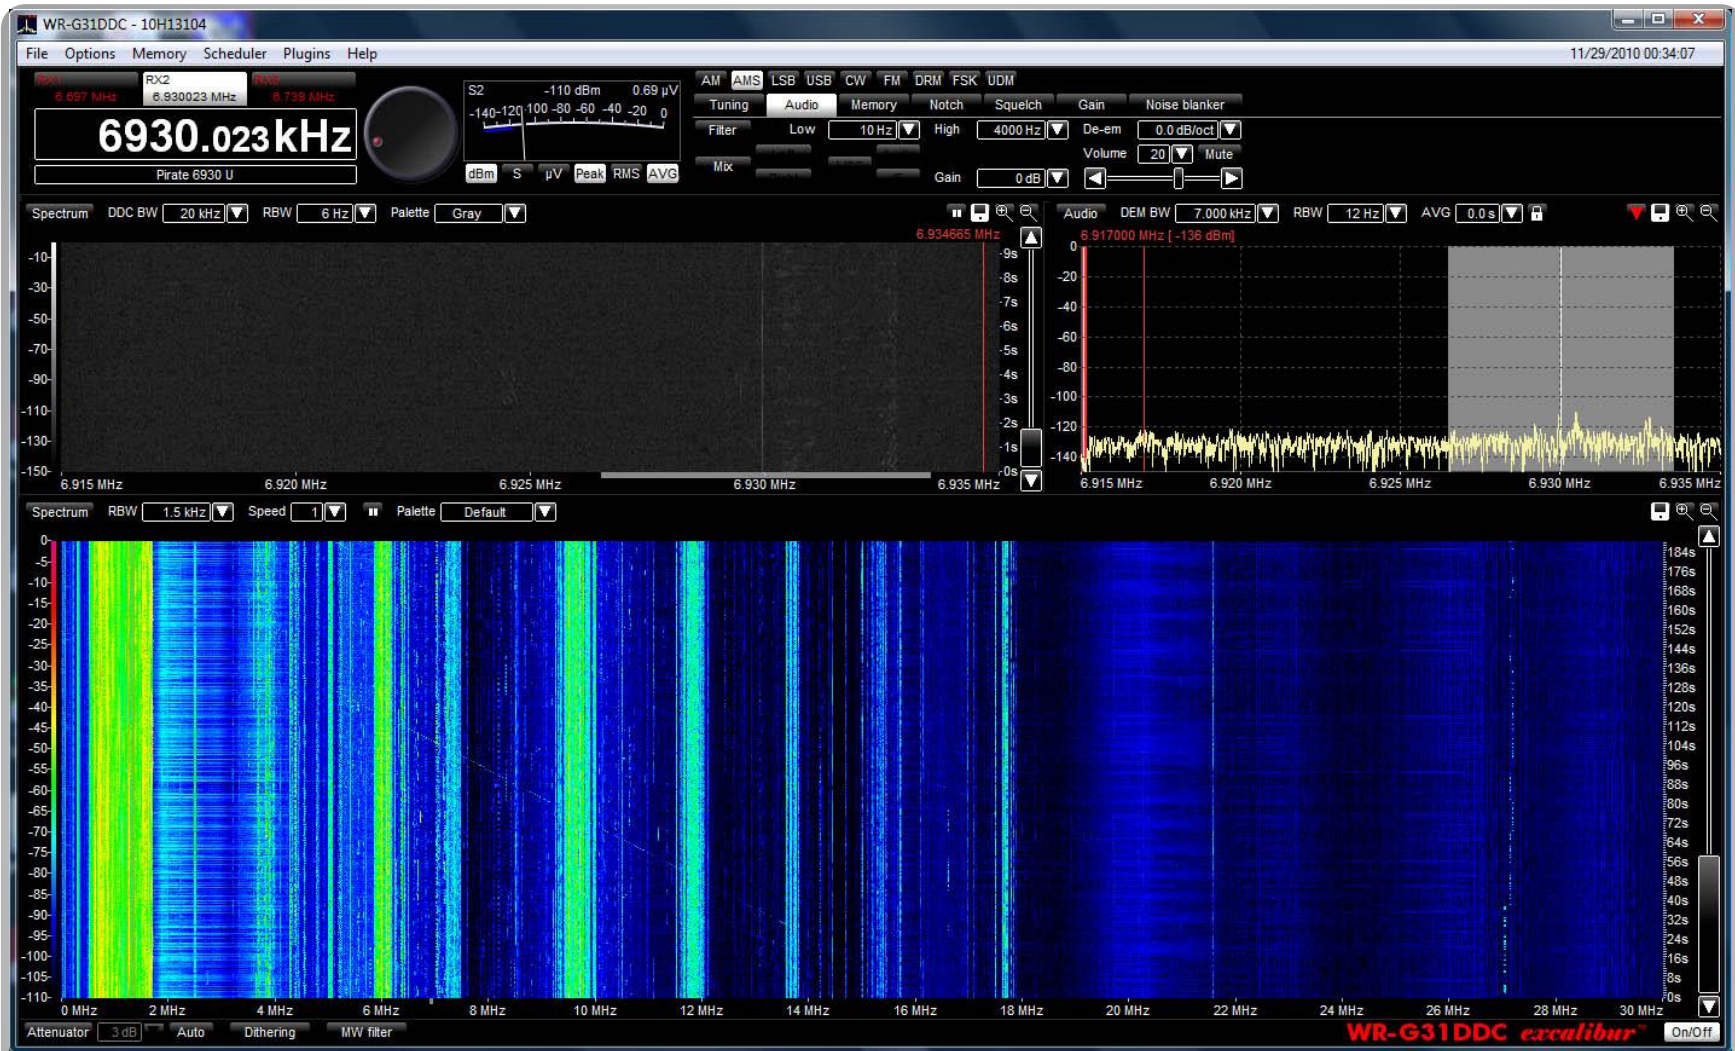 WR-G31DDC - 10H13104
File Options Memory Scheduler Plugins Help 11/29/2010 00:34:07
RX1 RX2 RX3
6.697 MHz 6.930023 MHz 6.739 MHz
6930.023 kHz
Pirate 6930 U
S2 -110 dBm 0.69 µV
-140 -120 -100 -80 -60 -40 -20 0
dBm S µV Peak RMS AVG
AM AMS LSB USB CW FM DRM FSK UDM
Tuning Audio Memory Notch Squelch Gain Noise blanker
Filter Low 10 Hz High 4000 Hz De-em 0.0 dB/oct
Volume 20 Mute
Mix Gain 0 dB
Spectrum DDC BW 20 kHz RBW 6 Hz Palette Gray
6.934665 MHz
-10
-30
-50
-70
-90
-110
-130
-150
9s
8s
7s
6s
5s
4s
3s
2s
1s
0s
6.915 MHz 6.920 MHz 6.925 MHz 6.930 MHz 6.935 MHz
Audio DEM BW 7.000 kHz RBW 12 Hz AVG 0.0 s
6.917000 MHz [ -136 dBm]
0
-20
-40
-60
-80
-100
-120
-140
6.915 MHz 6.920 MHz 6.925 MHz 6.930 MHz 6.935 MHz
Spectrum RBW 1.5 kHz Speed 1 Palette Default
0
-5
-10
-15
-20
-25
-30
-35
-40
-45
-50
-55
-60
-65
-70
-75
-80
-85
-90
-95
-100
-105
-110
184s
176s
168s
160s
152s
144s
136s
128s
120s
112s
104s
96s
88s
80s
72s
64s
56s
48s
40s
32s
24s
16s
8s
0s
0 MHz 2 MHz 4 MHz 6 MHz 8 MHz 10 MHz 12 MHz 14 MHz 16 MHz 18 MHz 20 MHz 22 MHz 24 MHz 26 MHz 28 MHz 30 MHz
Attenuator 3 dB Auto Dithering MW filter WR-G31DDC excalibur™ On/Off